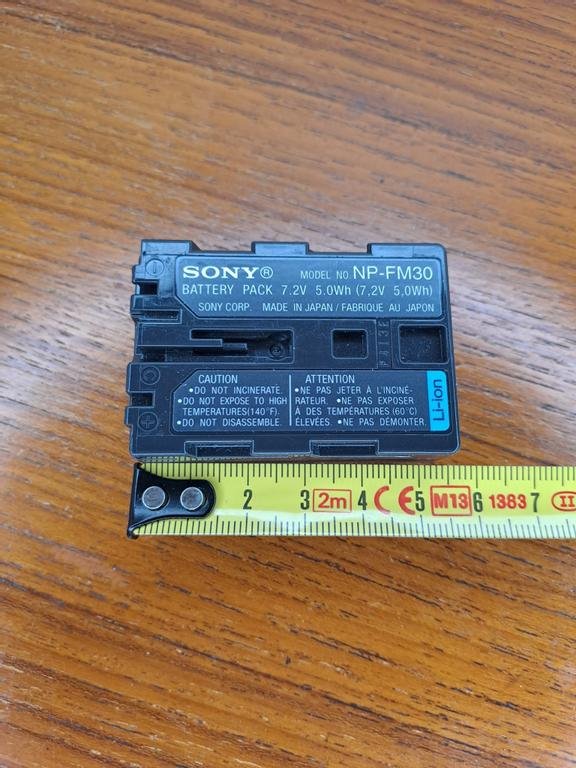 SONY® MODEL NO. NP-FM30
BATTERY PACK 7.2V 5.0Wh (7,2V 5,0Wh)
SONY CORP. MADE IN JAPAN / FABRIQUÉ AU JAPON
CAUTION
•DO NOT INCINERATE.
•DO NOT EXPOSE TO HIGH
TEMPERATURES(140°F).
•DO NOT DISASSEMBLE.
ATTENTION
•NE PAS JETER À L'INCINÉ-
RATEUR. •NE PAS EXPOSER
À DES TEMPÉRATURES (60°C)
ÉLEVÉES. •NE PAS DÉMONTER.
Li-ion
2 3 2m 4 CE 5 M13 6 1383 7 II